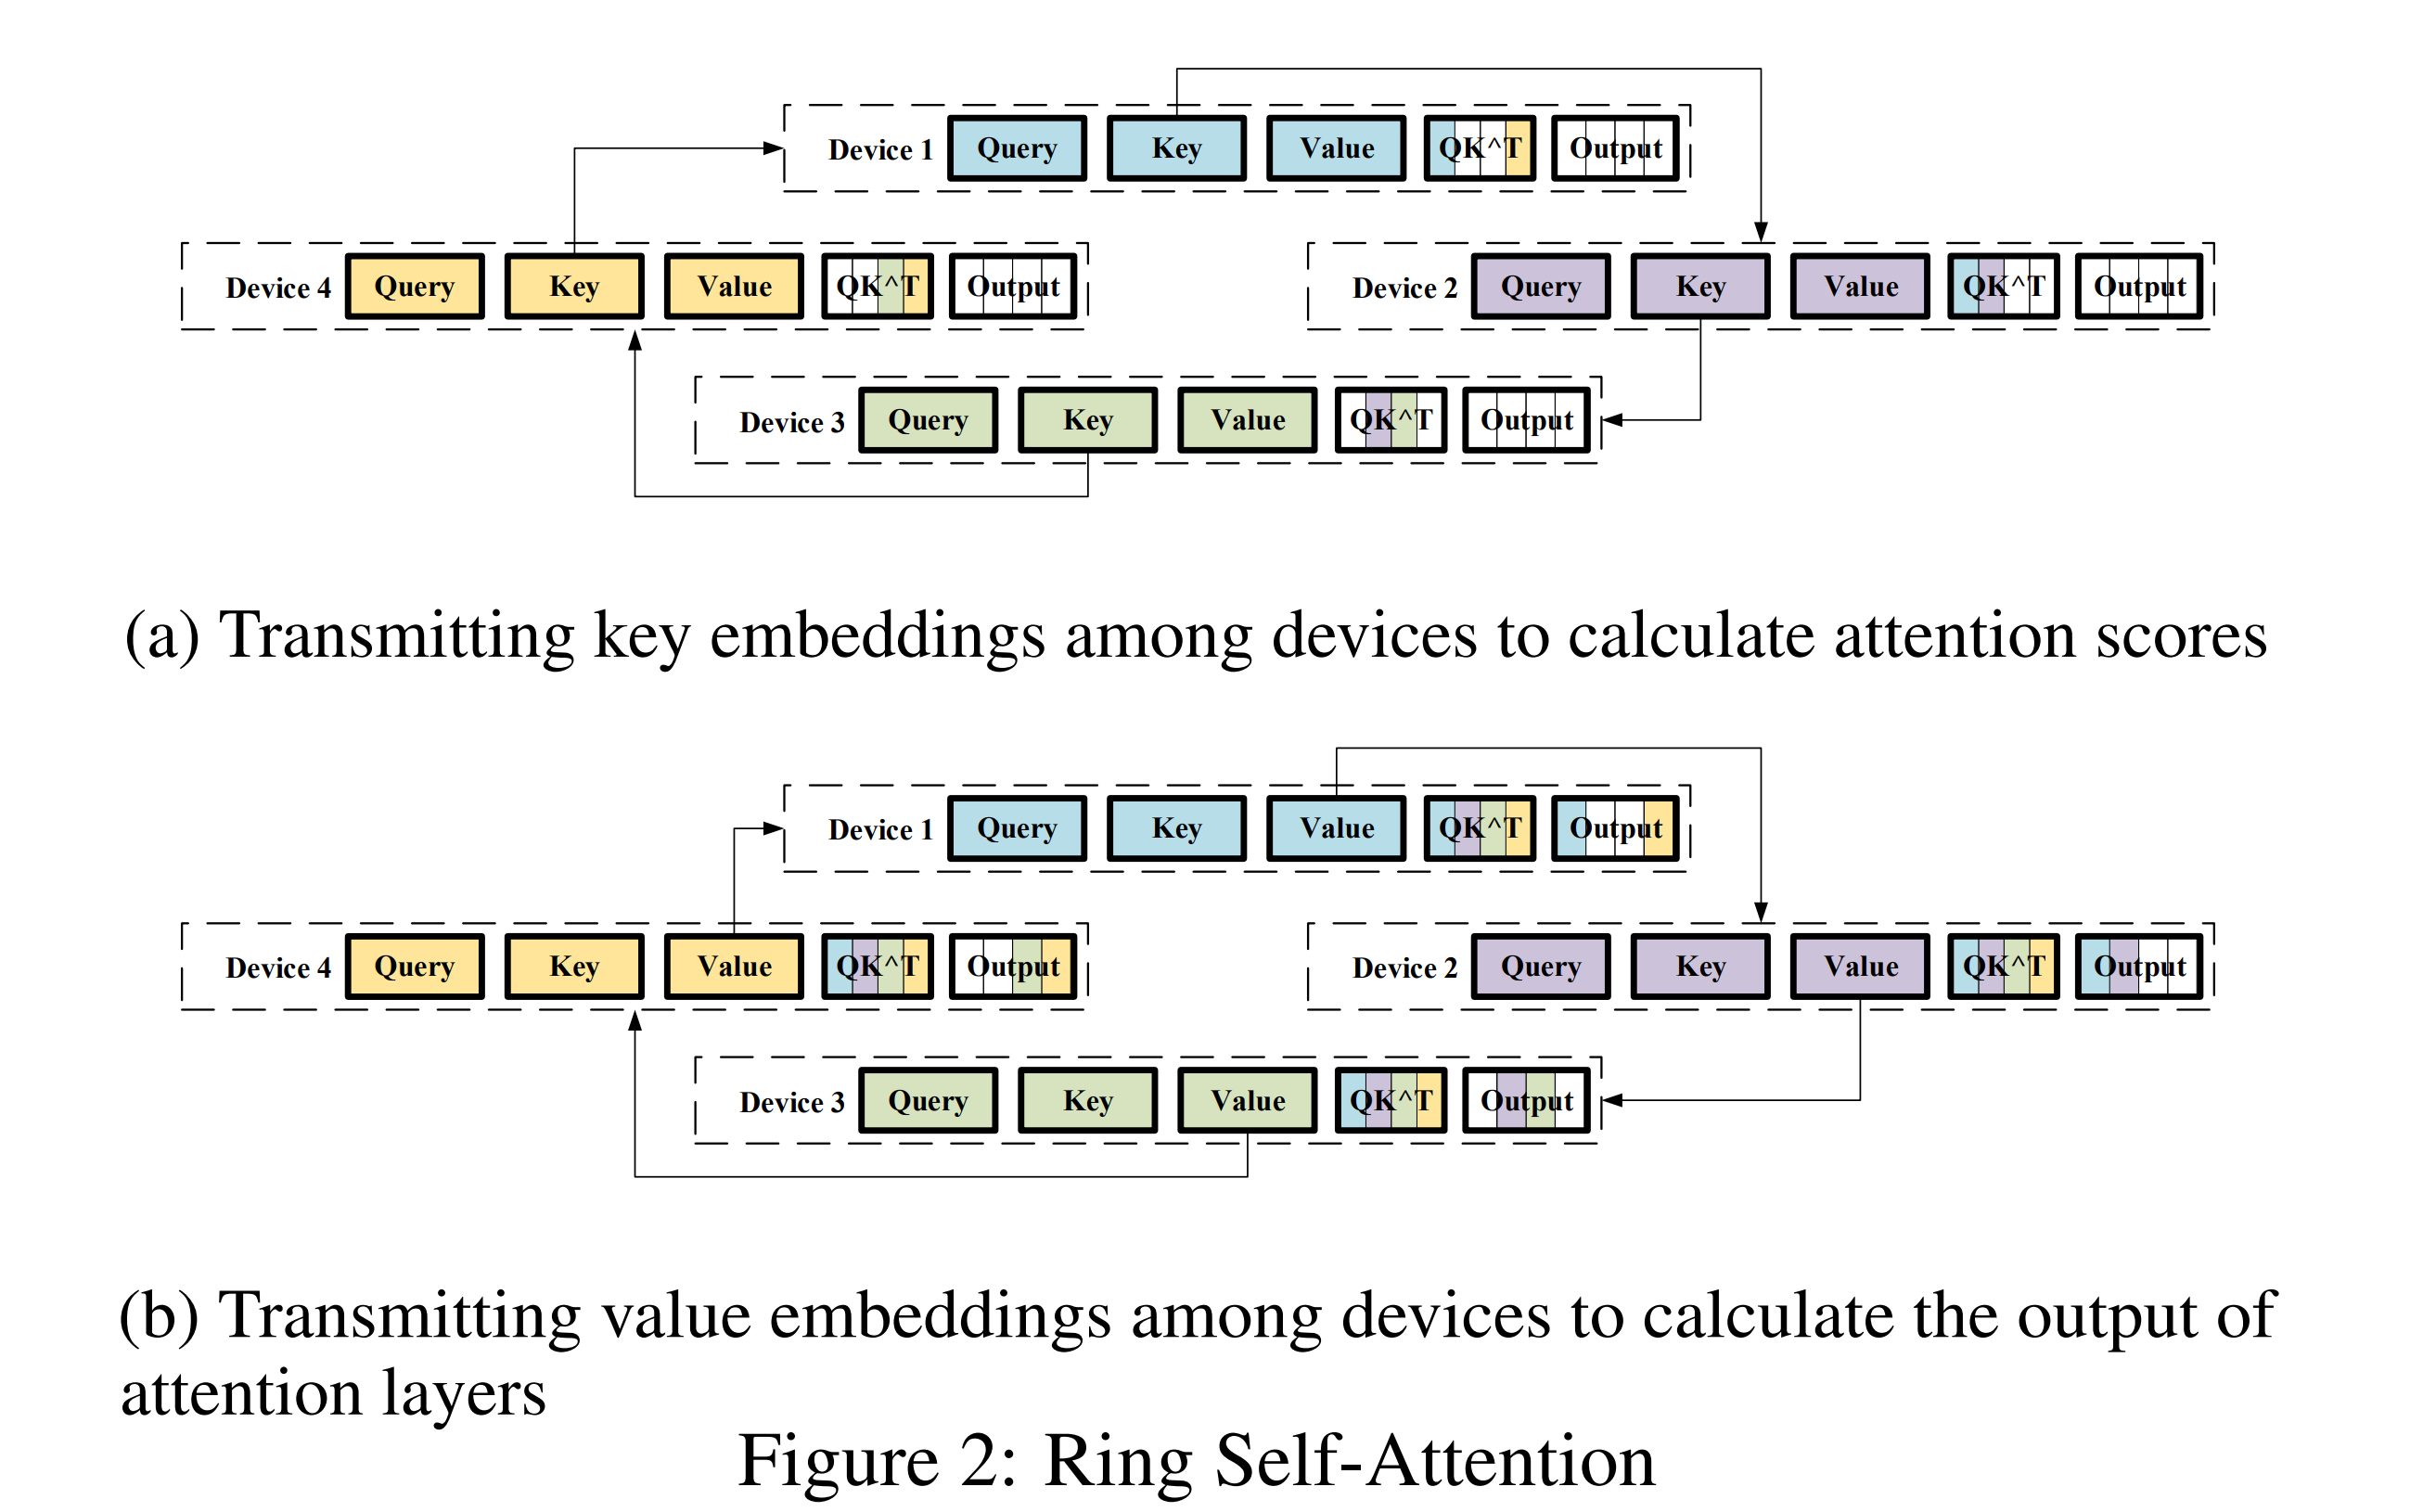 Device 1 Query Key Value QK^T Output
Device 4 Query Key Value QK^T Output
Device 2 Query Key Value QK^T Output
Device 3 Query Key Value QK^T Output
(a) Transmitting key embeddings among devices to calculate attention scores
Device 1 Query Key Value QK^T Output
Device 4 Query Key Value QK^T Output
Device 2 Query Key Value QK^T Output
Device 3 Query Key Value QK^T Output
(b) Transmitting value embeddings among devices to calculate the output of
attention layers
Figure 2: Ring Self-Attention